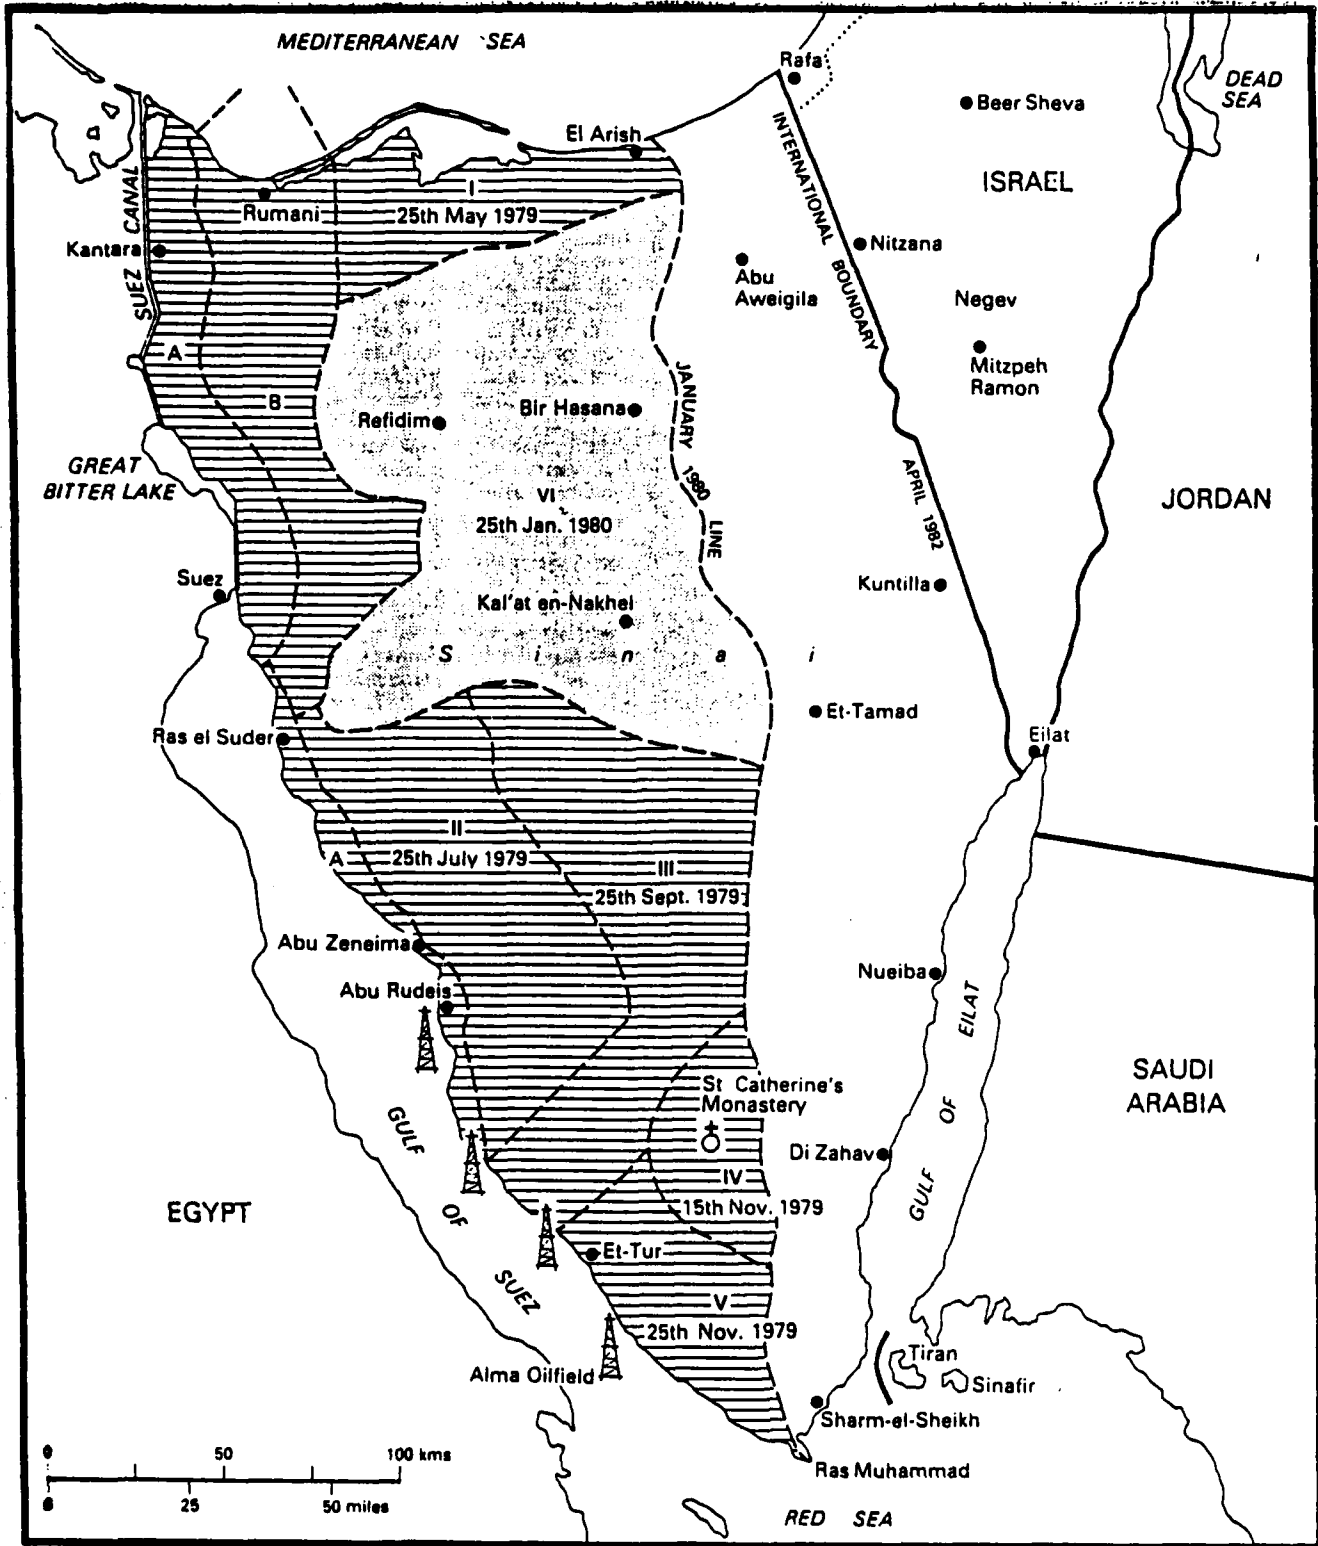 MEDITERRANEAN SEA
Rafa
DEAD
SEA
Beer Sheva
El Arish
ISRAEL
INTERNATIONAL BOUNDARY
SUEZ CANAL
I
25th May 1979
Rumani
Kantara
Nitzana
Abu
Aweigila
Negev
A
Mitzpeh
Ramon
B
JANUARY 1980 LINE
Refidim
Bir Hasana
GREAT
BITTER LAKE
APRIL 1982
JORDAN
VI
25th Jan. 1980
Suez
Kuntilla
Kal'at en-Nakhel
S i n a i
Et-Tamad
Ras el Suder
Eilat
II
25th July 1979
A
III
25th Sept. 1979
Abu Zeneima
Nueiba
Abu Rudeis
GULF OF EILAT
St Catherine's
Monastery
SAUDI
ARABIA
GULF OF SUEZ
Di Zahav
IV
15th Nov. 1979
EGYPT
Et-Tur
V
25th Nov. 1979
Tiran
Alma Oilfield
Sinafir
Sharm-el-Sheikh
0 50 100 kms
Ras Muhammad
0 25 50 miles
RED SEA